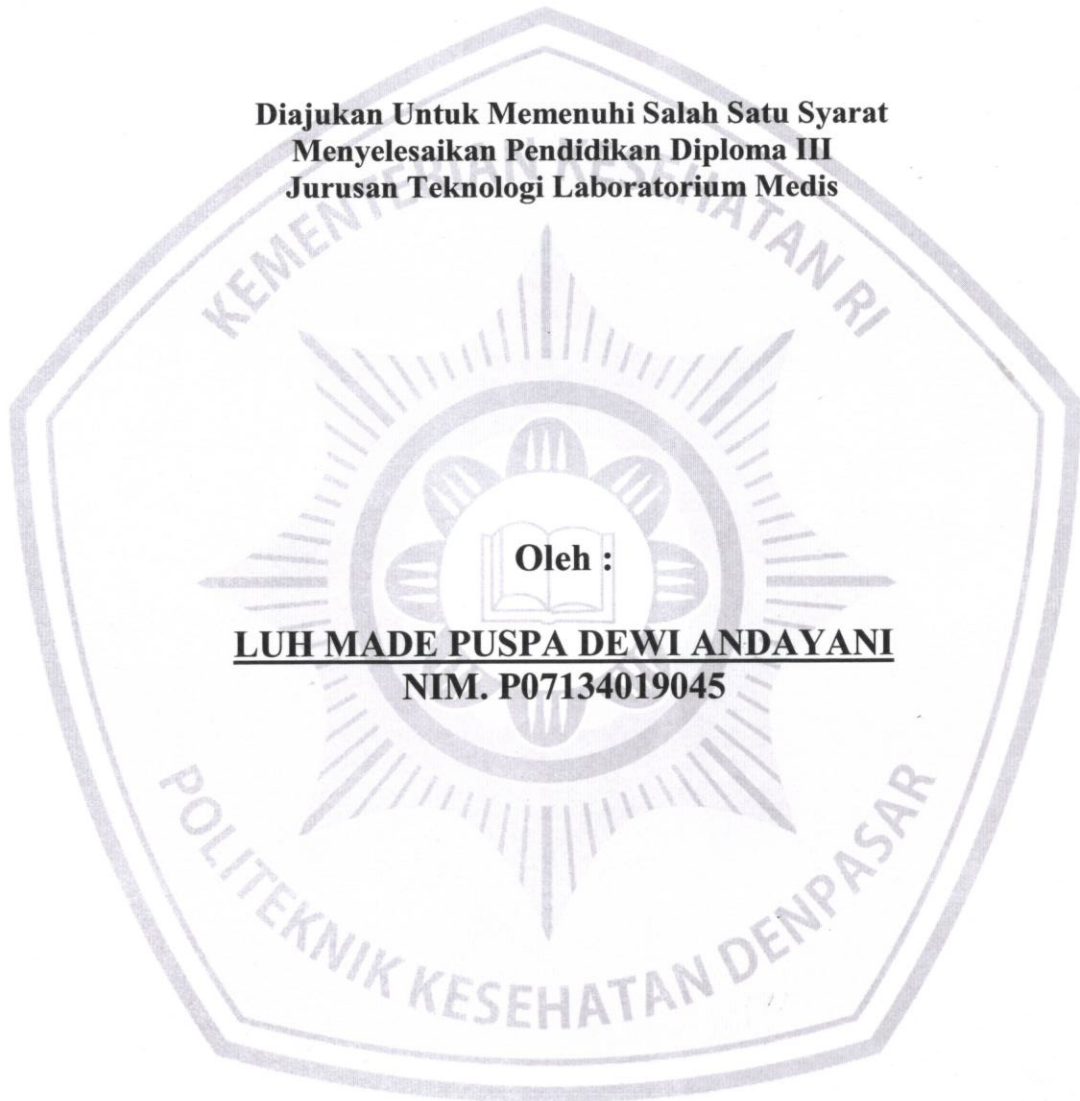 Diajukan Untuk Memenuhi Salah Satu Syarat
Menyelesaikan Pendidikan Diploma III
Jurusan Teknologi Laboratorium Medis
KEMENTERIAN KESEHATAN RI
Oleh :
LUH MADE PUSPA DEWI ANDAYANI
NIM. P07134019045
POLITEKNIK KESEHATAN DENPASAR